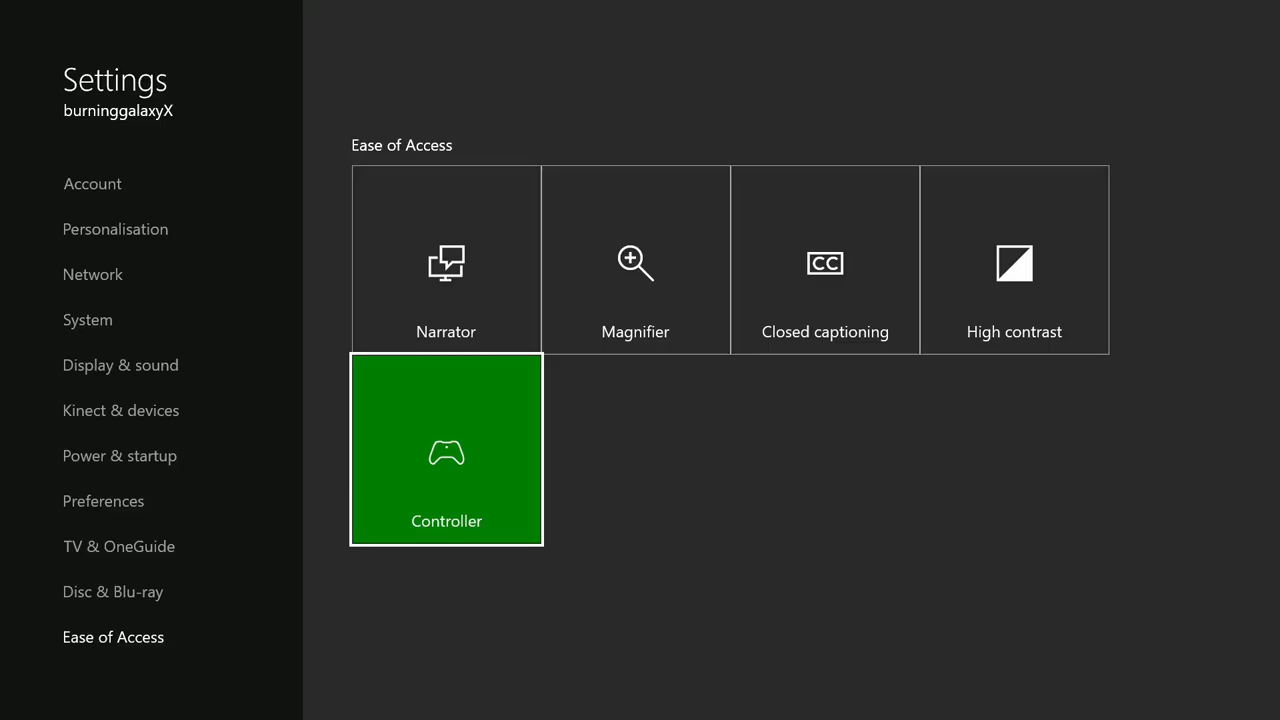 Settings
burninggalaxyX
Account
Personalisation
Network
System
Display & sound
Kinect & devices
Power & startup
Preferences
TV & OneGuide
Disc & Blu-ray
Ease of Access
Ease of Access
Narrator
Magnifier
CC
Closed captioning
High contrast
Controller